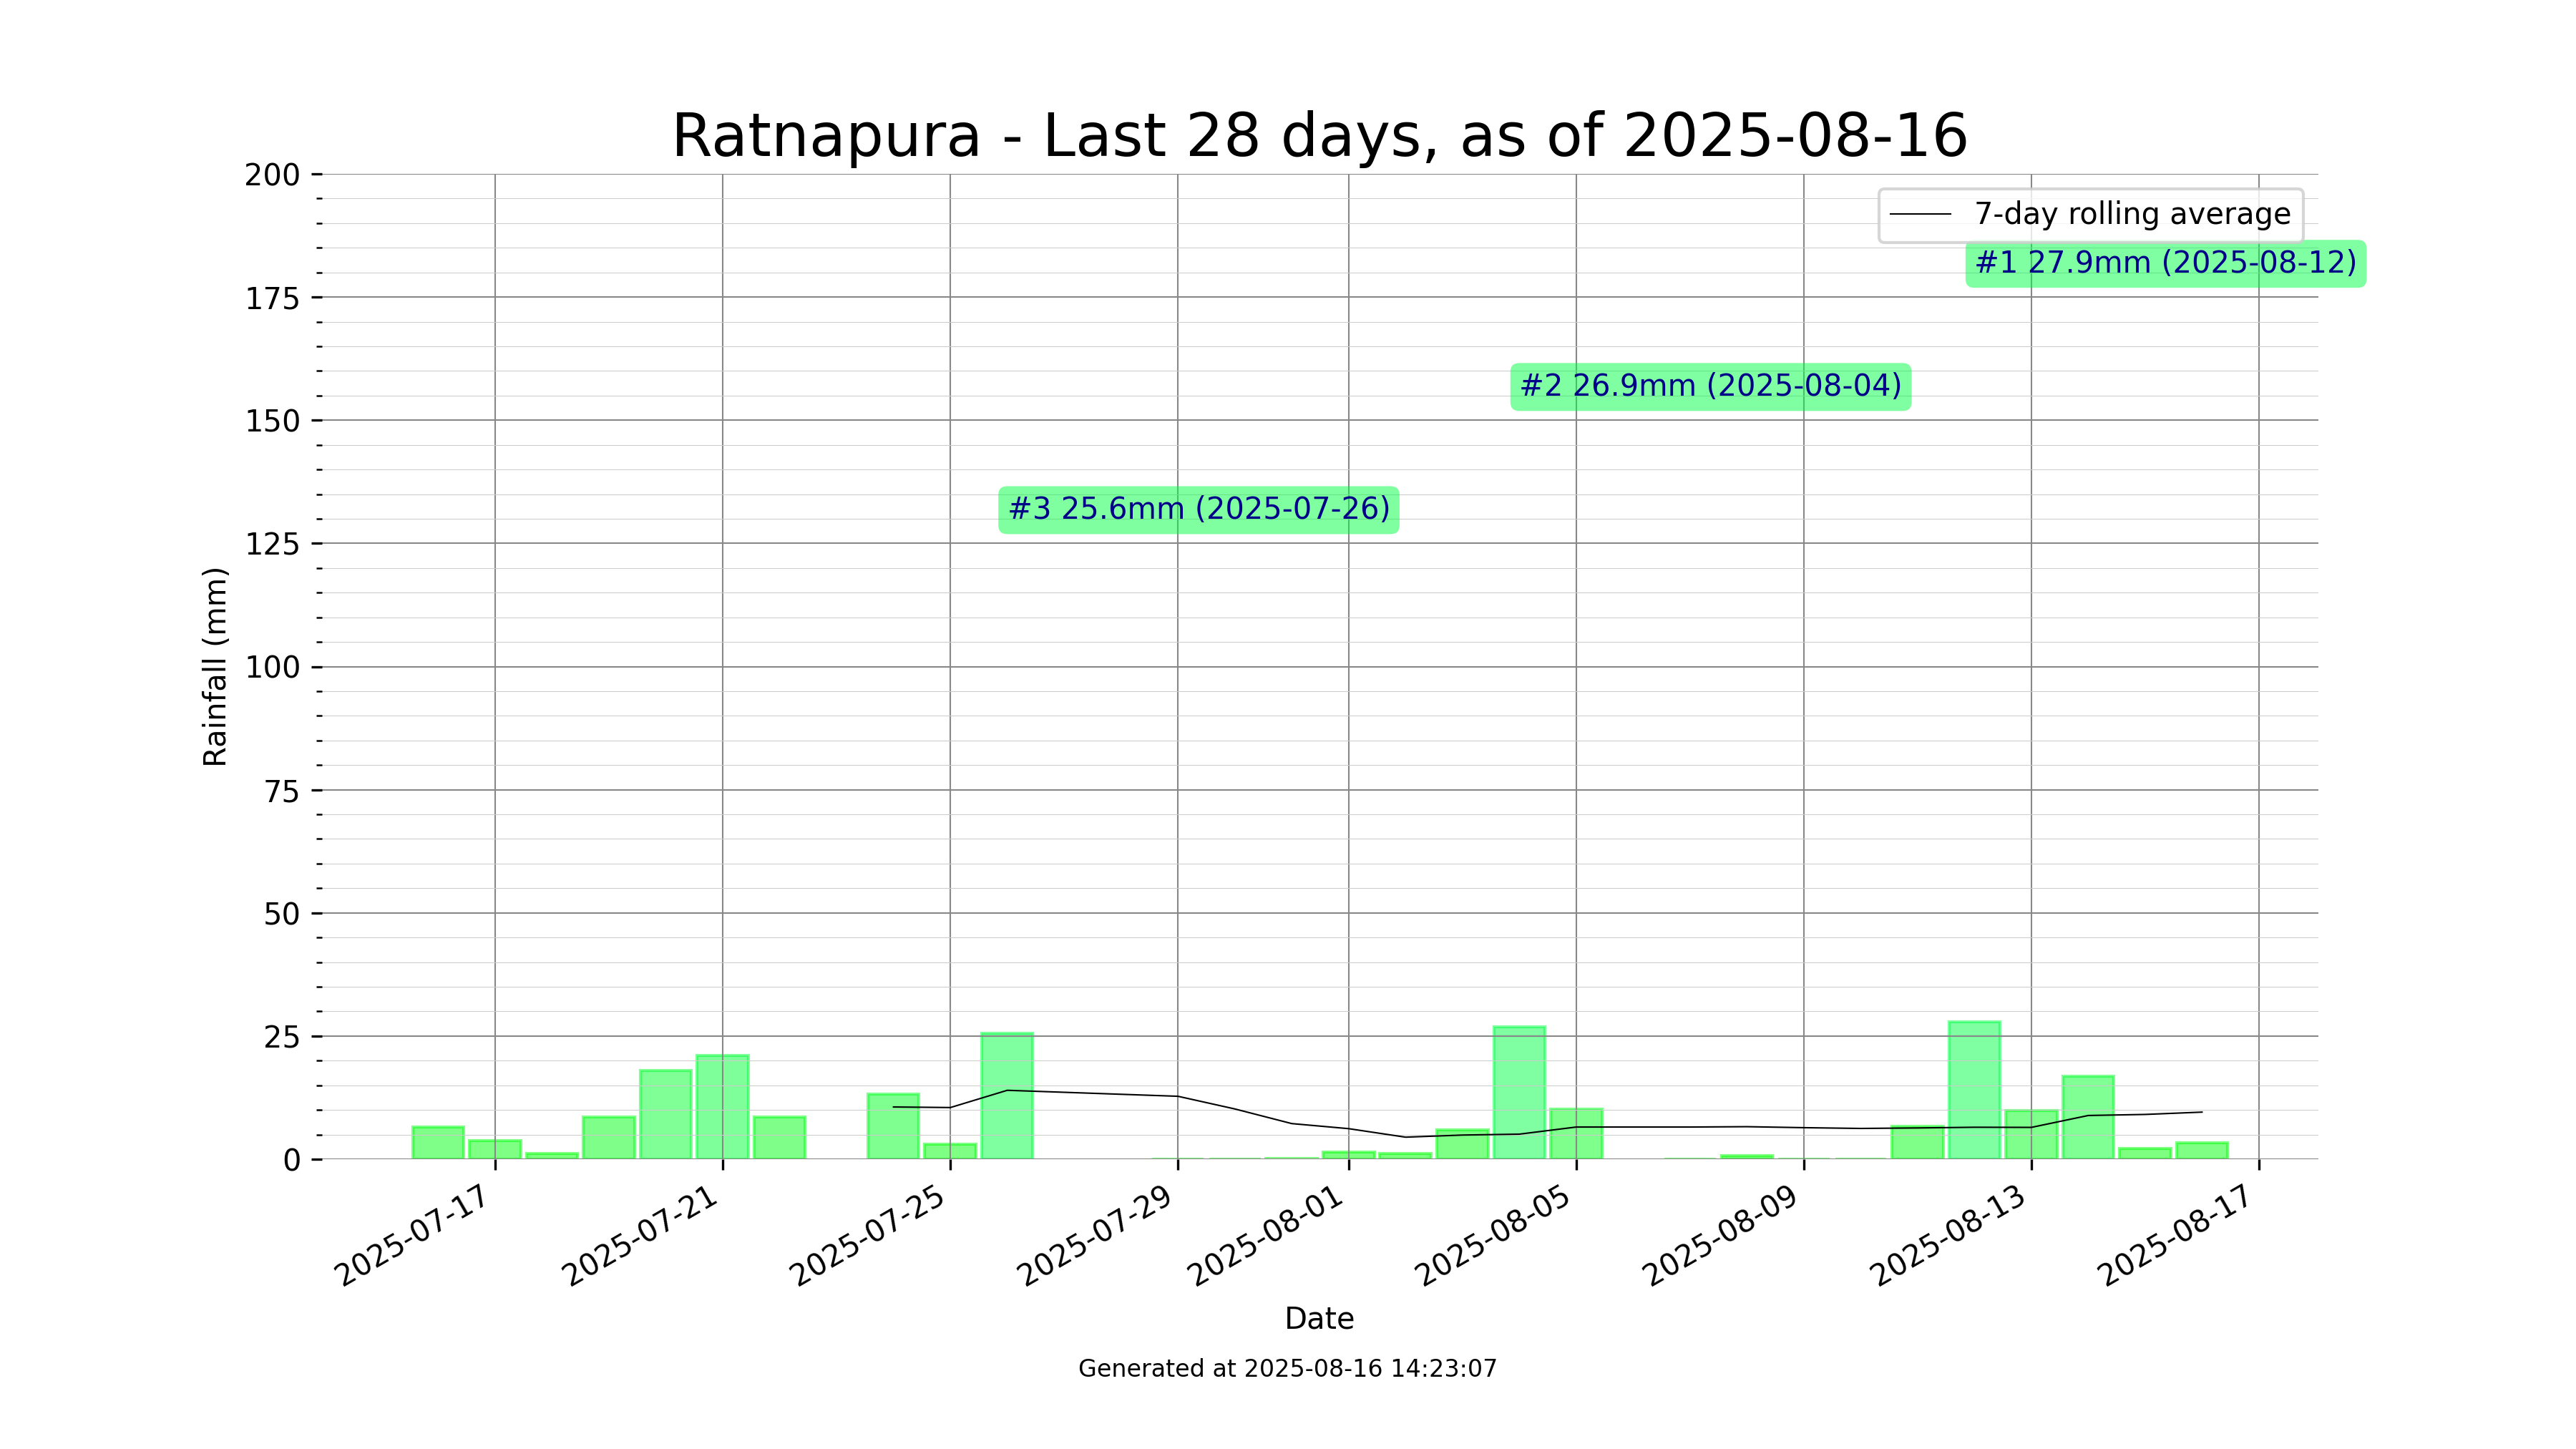 Ratnapura - Last 28 days, as of 2025-08-16
200
175
150
125
100
75
50
25
0
Rainfall (mm)
7-day rolling average
#1 27.9mm (2025-08-12)
#2 26.9mm (2025-08-04)
#3 25.6mm (2025-07-26)
2025-07-17
2025-07-21
2025-07-25
2025-07-29
2025-08-01
2025-08-05
2025-08-09
2025-08-13
2025-08-17
Date
Generated at 2025-08-16 14:23:07